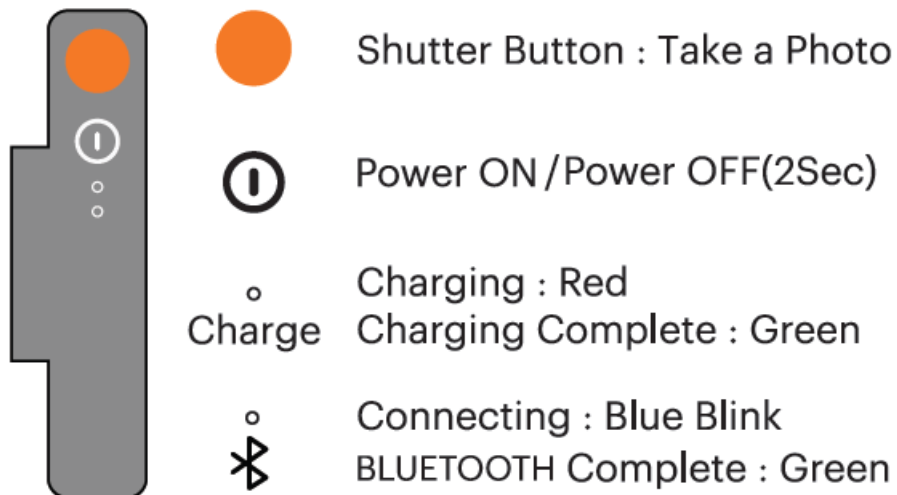 Shutter Button : Take a Photo
Power ON/Power OFF(2Sec)
Charging : Red
Charge Charging Complete : Green
Connecting : Blue Blink
BLUETOOTH Complete : Green